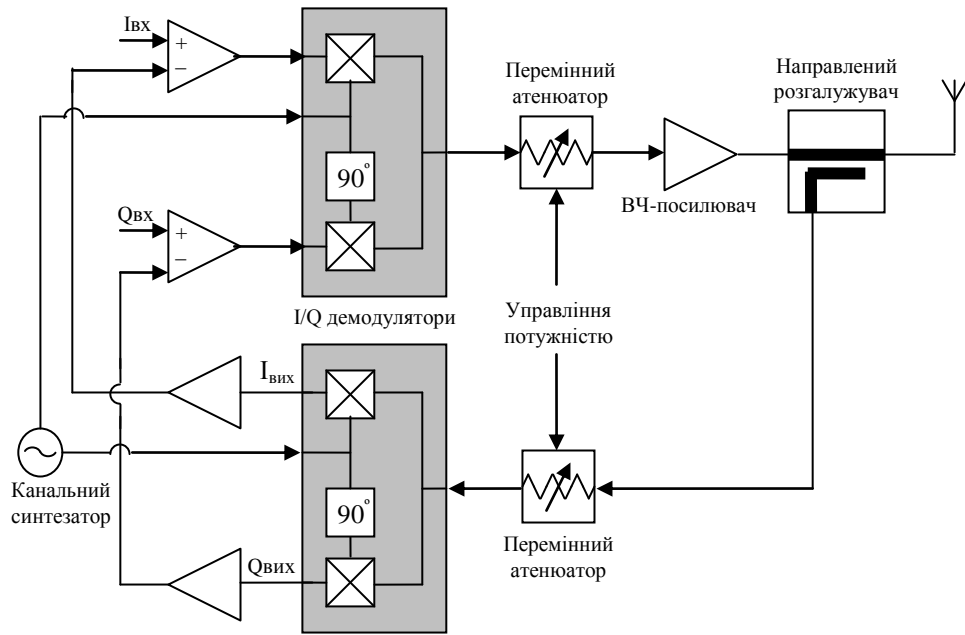 Iвх
+
−
Перемінний
атенюатор
Направлений
розгалужувач
90°
ВЧ-посилювач
Qвх
+
−
I/Q демодулятори
Управління
потужністю
Iвих
Канальний
синтезатор
90°
Перемінний
атенюатор
Qвих